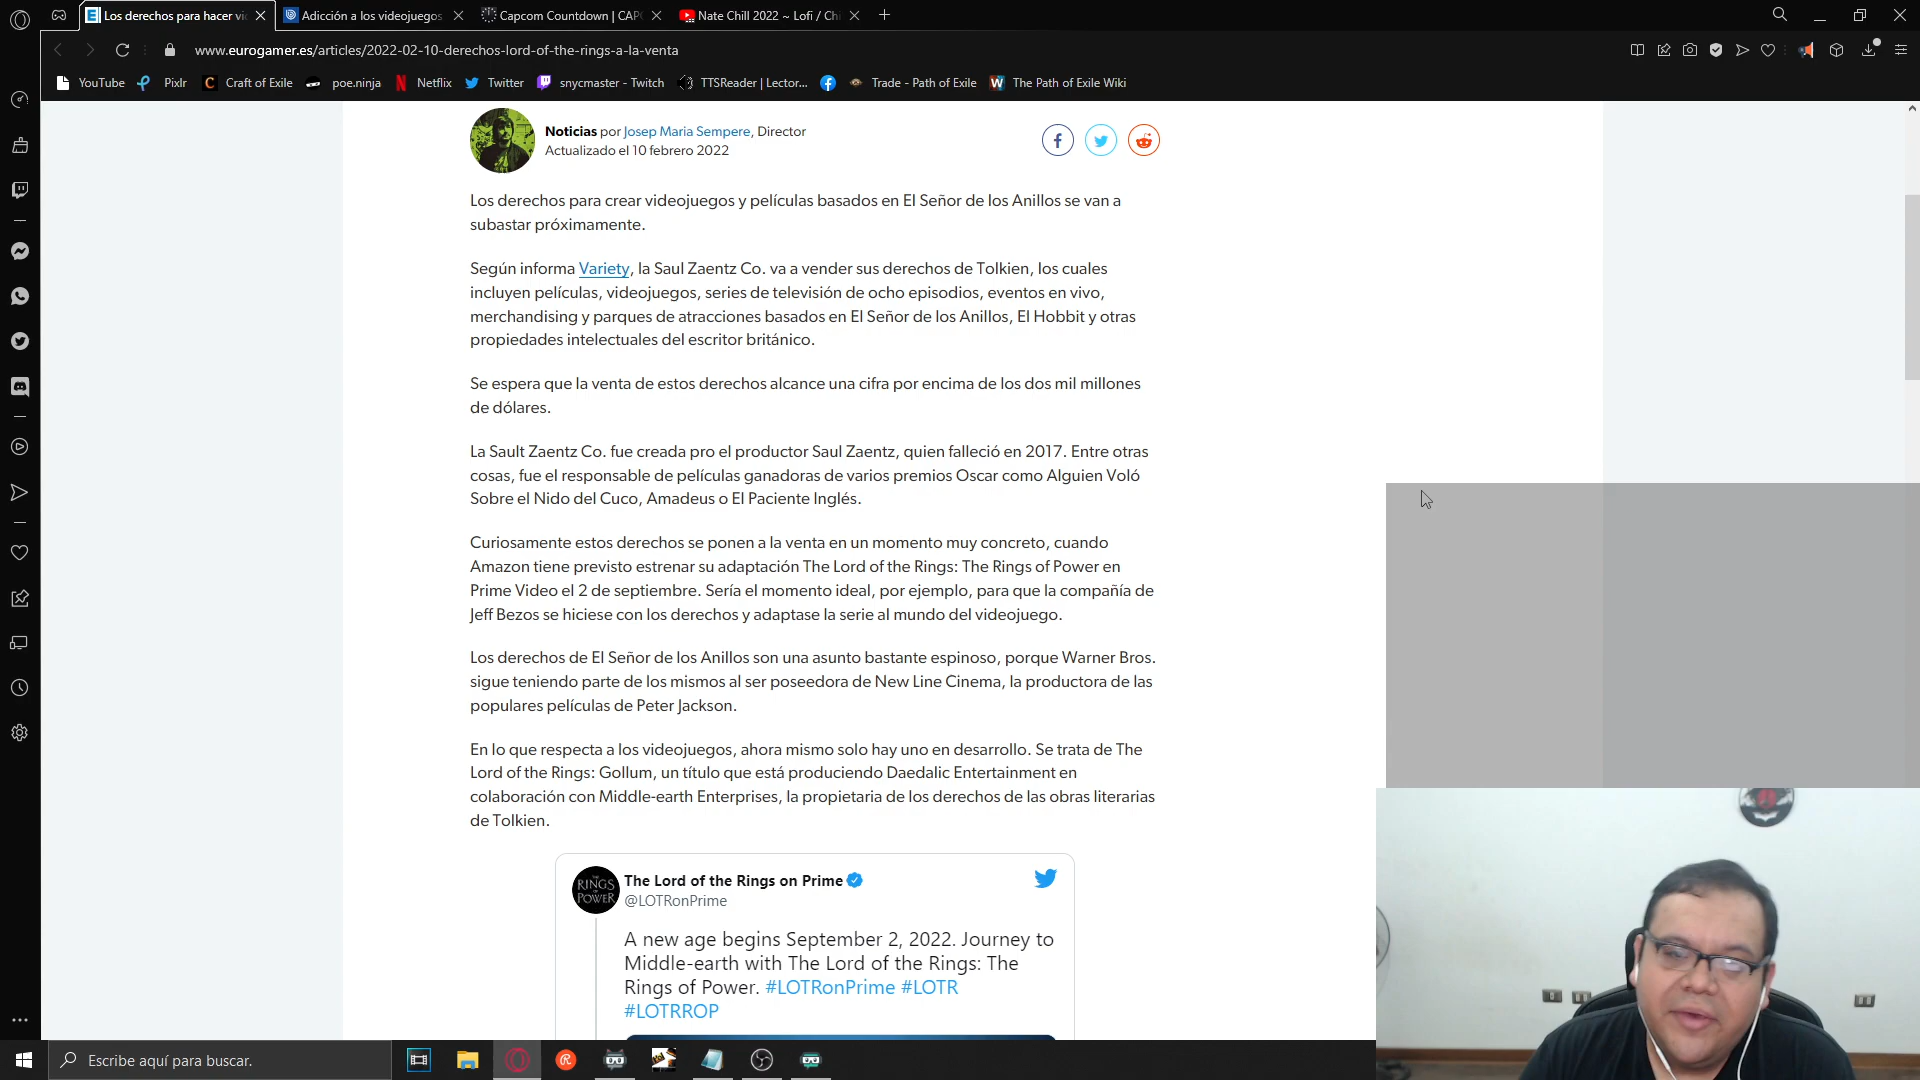 Los derechos para hacer vi
Adicción a los videojuegos
Capcom Countdown | CAP
Nate Chill 2022 ~ Lofi / Ch
www.eurogamer.es/articles/2022-02-10-derechos-lord-of-the-rings-a-la-venta
YouTube Pixlr Craft of Exile poe.ninja Netflix Twitter snycmaster - Twitch TTSReader | Lector... Trade - Path of Exile The Path of Exile Wiki
Noticias por Josep Maria Sempere, Director
Actualizado el 10 febrero 2022
Los derechos para crear videojuegos y películas basados en El Señor de los Anillos se van a
subastar próximamente.
Según informa Variety, la Saul Zaentz Co. va a vender sus derechos de Tolkien, los cuales
incluyen películas, videojuegos, series de televisión de ocho episodios, eventos en vivo,
merchandising y parques de atracciones basados en El Señor de los Anillos, El Hobbit y otras
propiedades intelectuales del escritor británico.
Se espera que la venta de estos derechos alcance una cifra por encima de los dos mil millones
de dólares.
La Sault Zaentz Co. fue creada pro el productor Saul Zaentz, quien falleció en 2017. Entre otras
cosas, fue el responsable de películas ganadoras de varios premios Oscar como Alguien Voló
Sobre el Nido del Cuco, Amadeus o El Paciente Inglés.
Curiosamente estos derechos se ponen a la venta en un momento muy concreto, cuando
Amazon tiene previsto estrenar su adaptación The Lord of the Rings: The Rings of Power en
Prime Video el 2 de septiembre. Sería el momento ideal, por ejemplo, para que la compañía de
Jeff Bezos se hiciese con los derechos y adaptase la serie al mundo del videojuego.
Los derechos de El Señor de los Anillos son una asunto bastante espinoso, porque Warner Bros.
sigue teniendo parte de los mismos al ser poseedora de New Line Cinema, la productora de las
populares películas de Peter Jackson.
En lo que respecta a los videojuegos, ahora mismo solo hay uno en desarrollo. Se trata de The
Lord of the Rings: Gollum, un título que está produciendo Daedalic Entertainment en
colaboración con Middle-earth Enterprises, la propietaria de los derechos de las obras literarias
de Tolkien.
THE RINGS OF POWER
The Lord of the Rings on Prime
@LOTRonPrime
A new age begins September 2, 2022. Journey to
Middle-earth with The Lord of the Rings: The
Rings of Power. #LOTRonPrime #LOTR
#LOTRROP
Escribe aquí para buscar.